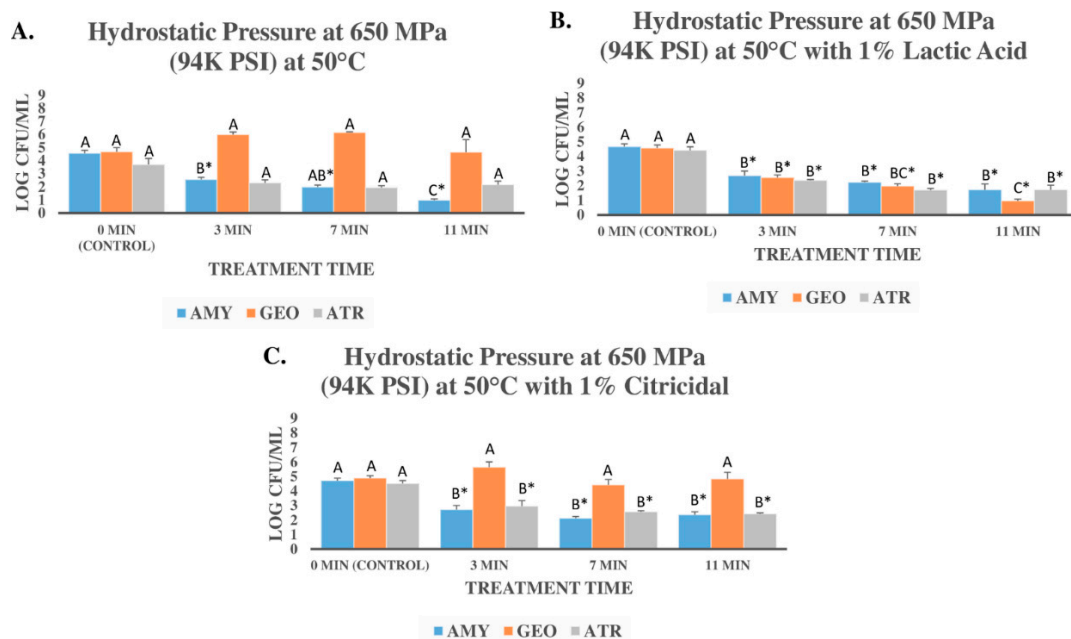 A.
Hydrostatic Pressure at 650 MPa
(94K PSI) at 50°C
LOG CFU/ML
9
8
7
6
5
4
3
2
1
0
A A A
B* A A
AB* A A
C* A A
0 MIN
(CONTROL)
3 MIN
7 MIN
11 MIN
TREATMENT TIME
AMY GEO ATR
B.
Hydrostatic Pressure at 650 MPa
(94K PSI) at 50°C with 1% Lactic Acid
LOG CFU/ML
9
8
7
6
5
4
3
2
1
0
A A A
B* B* B*
B* BC* B*
B* C* B*
0 MIN (CONTROL)
3 MIN
7 MIN
11 MIN
TREATMENT TIME
AMY GEO ATR
C.
Hydrostatic Pressure at 650 MPa
(94K PSI) at 50°C with 1% Citricidal
LOG CFU/ML
9
8
7
6
5
4
3
2
1
0
A A A
B* A B*
B* A B*
B* A B*
0 MIN (CONTROL)
3 MIN
7 MIN
11 MIN
TREATMENT TIME
AMY GEO ATR